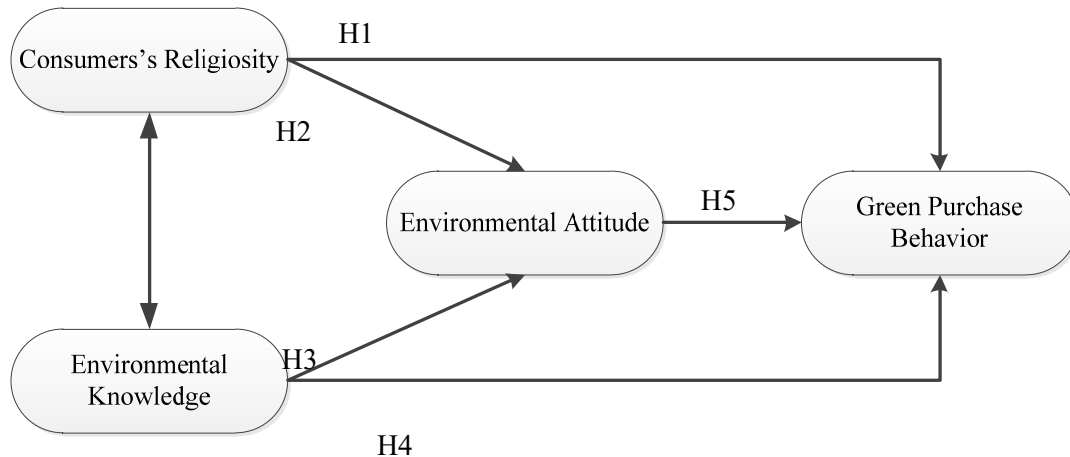 H1
Consumers's Religiosity
H2
H5
Environmental Attitude
Green Purchase
Behavior
H3
Environmental
Knowledge
H4